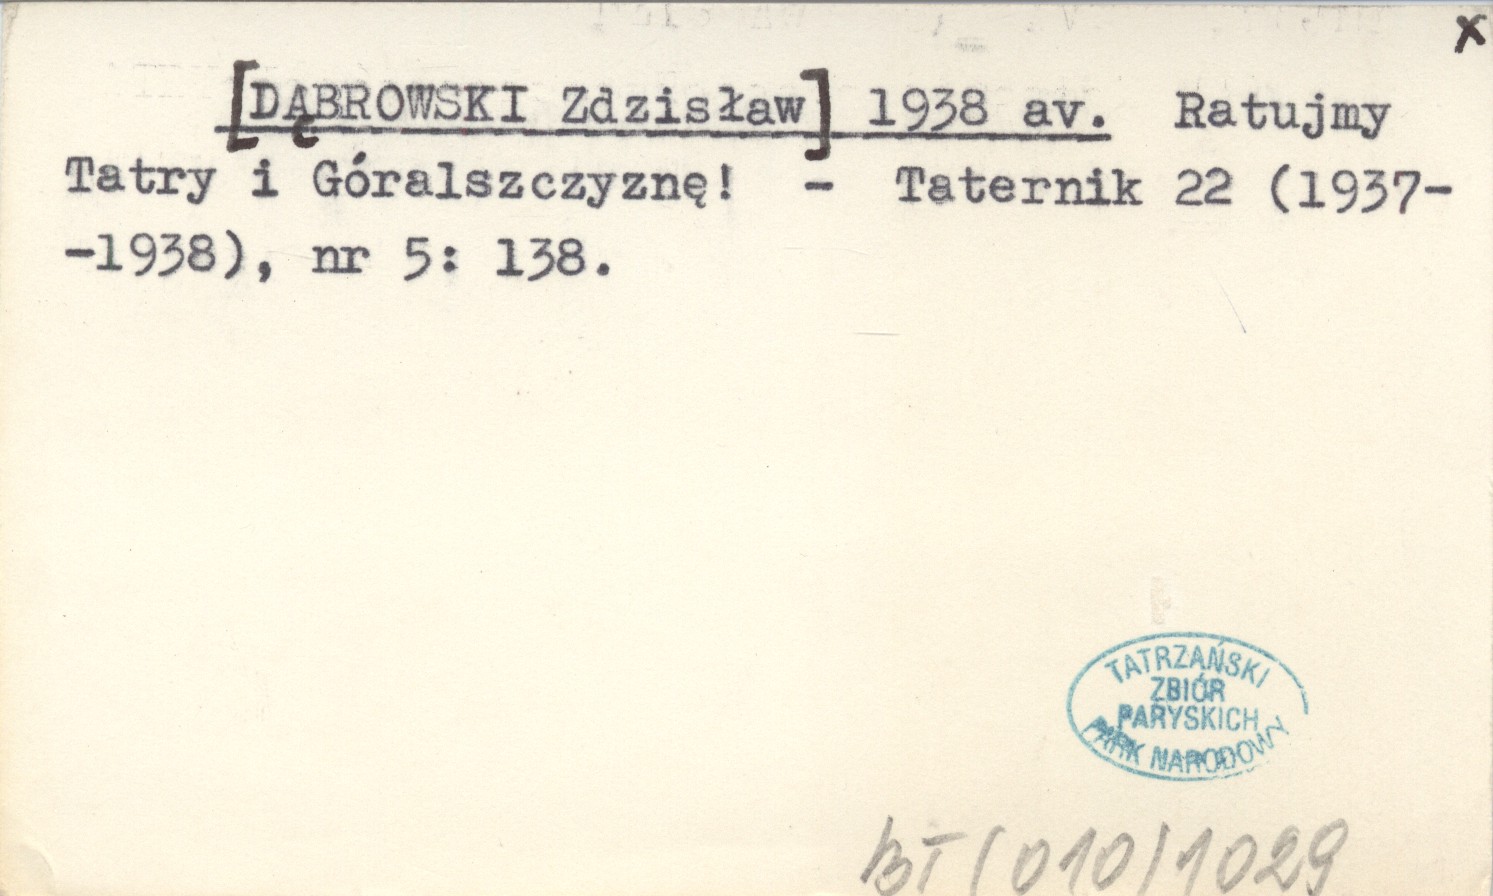 x
[DĄBROWSKI Zdzisław] 1938 av. Ratujmy
Tatry i Góralszczyznę! - Taternik 22 (1937-
-1938), nr 5: 138.
TATRZAŃSKI
ZBIÓR
PARYSKICH
PARK NARODOWY
BT (010) 1029